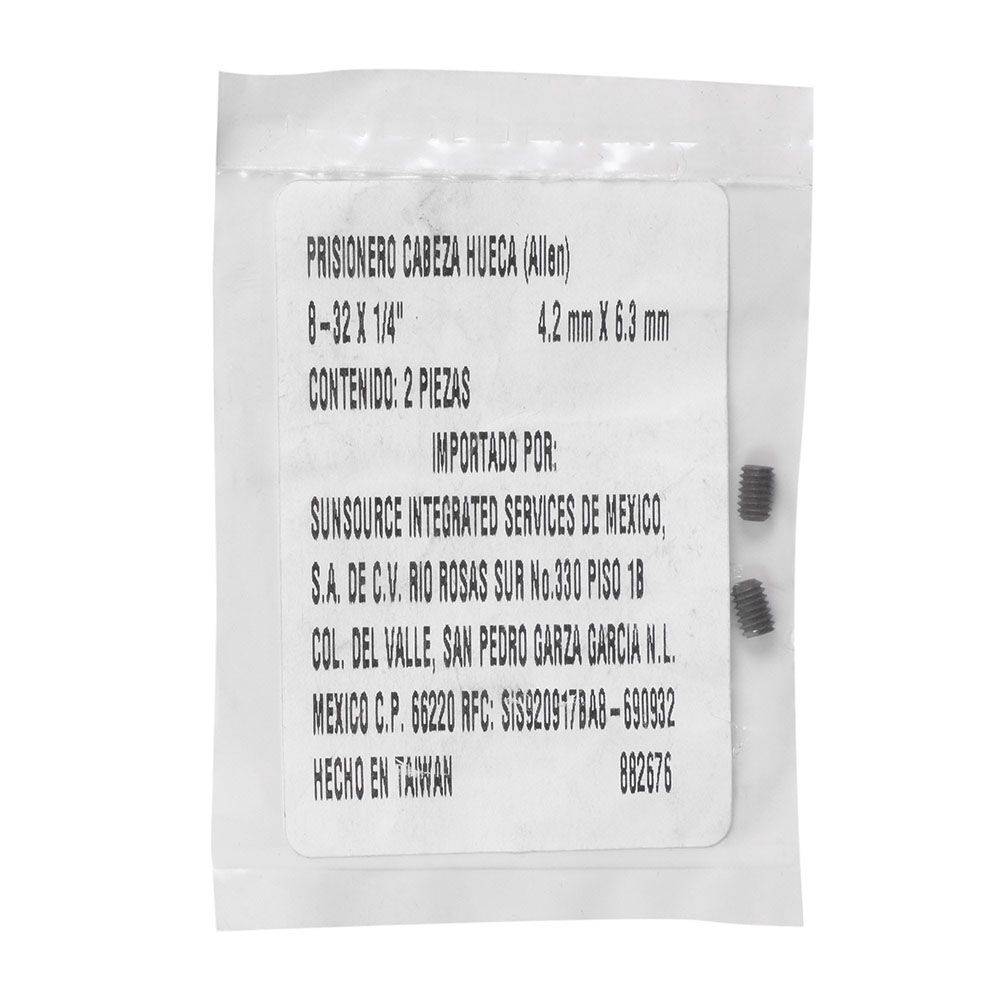 PRISIONERO CABEZA HUECA (Allen)
8-32 X 1/4" 4.2 mm X 6.3 mm
CONTENIDO: 2 PIEZAS
IMPORTADO POR:
SUNSOURCE INTEGRATED SERVICES DE MEXICO,
S.A. DE C.V. RIO ROSAS SUR No.330 PISO 1B
COL. DEL VALLE, SAN PEDRO GARZA GARCIA N.L.
MEXICO C.P. 66220 RFC: SIS920917BA8-690932
HECHO EN TAIWAN 882676